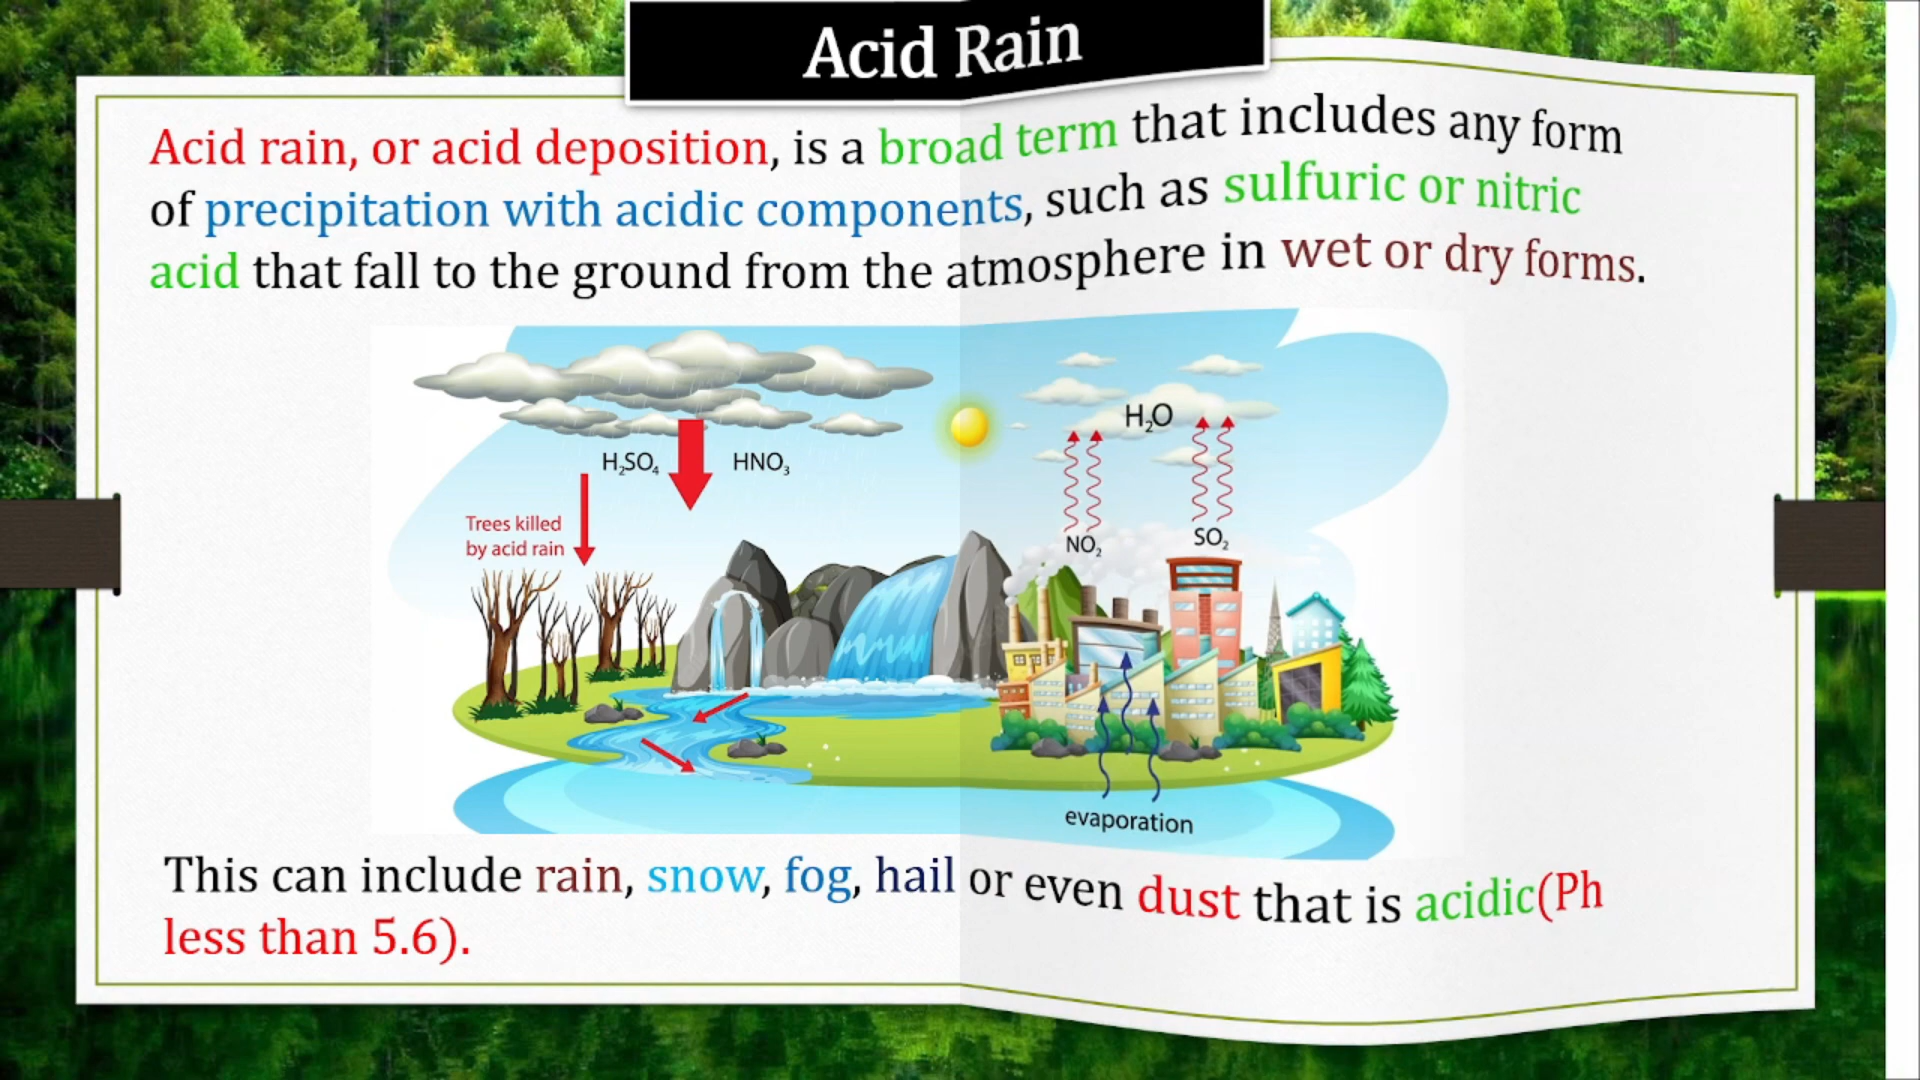 Acid Rain
Acid rain, or acid deposition, is a broad term that includes any form
of precipitation with acidic components, such as sulfuric or nitric
acid that fall to the ground from the atmosphere in wet or dry forms.
H₂O
H₂SO₄ HNO₃
Trees killed
by acid rain
NO₂ SO₂
evaporation
This can include rain, snow, fog, hail or even dust that is acidic(Ph
less than 5.6).